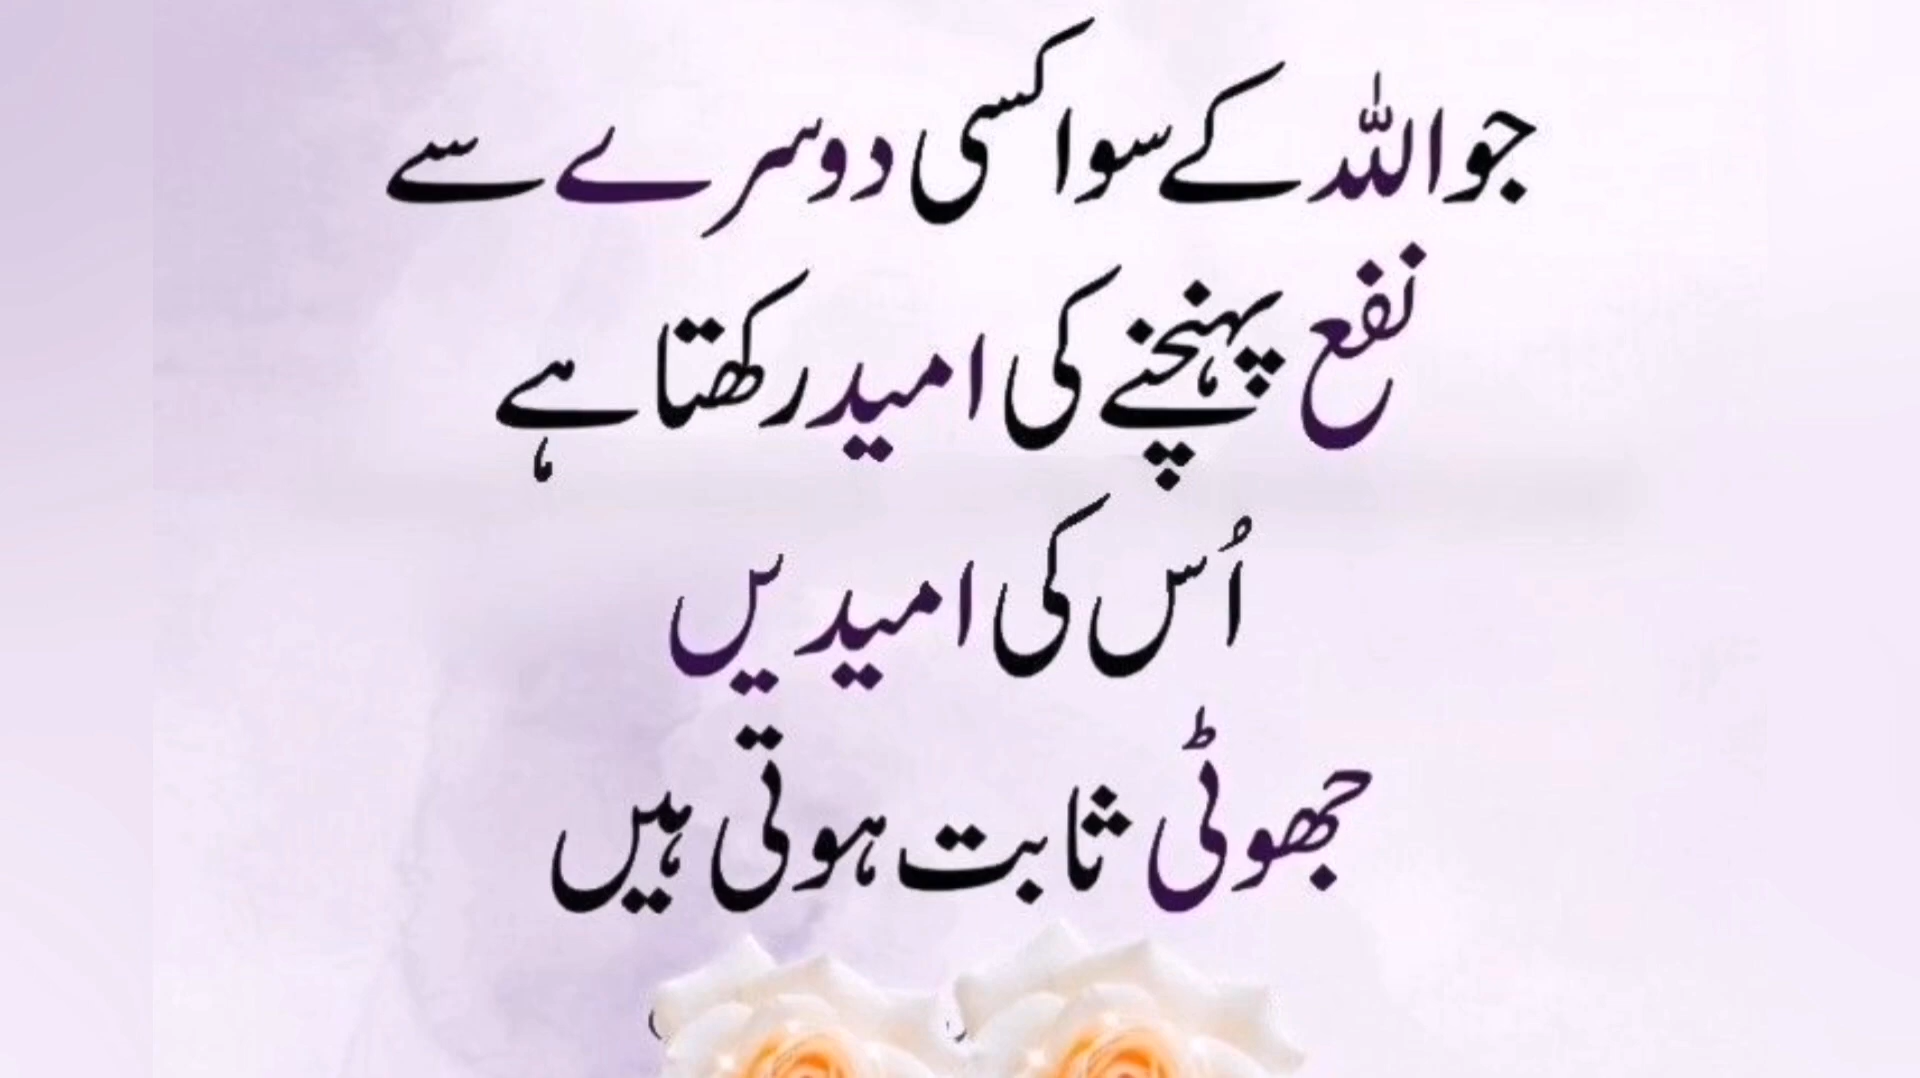 جو اللہ کے سوا کسی دوسرے سے
نفع پہنچنے کی امید رکھتا ہے
اُس کی امیدیں
جھوٹی ثابت ہوتی ہیں